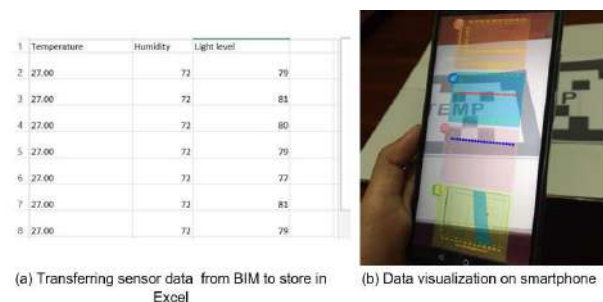 1 Temperature Humidity Light level
2 27.00 72 79
3 27.00 72 81
4 27.00 72 80
5 27.00 72 79
6 27.00 72 77
7 27.00 72 81
8 27.00 72 79
TEMP
(a) Transferring sensor data from BIM to store in
Excel
(b) Data visualization on smartphone